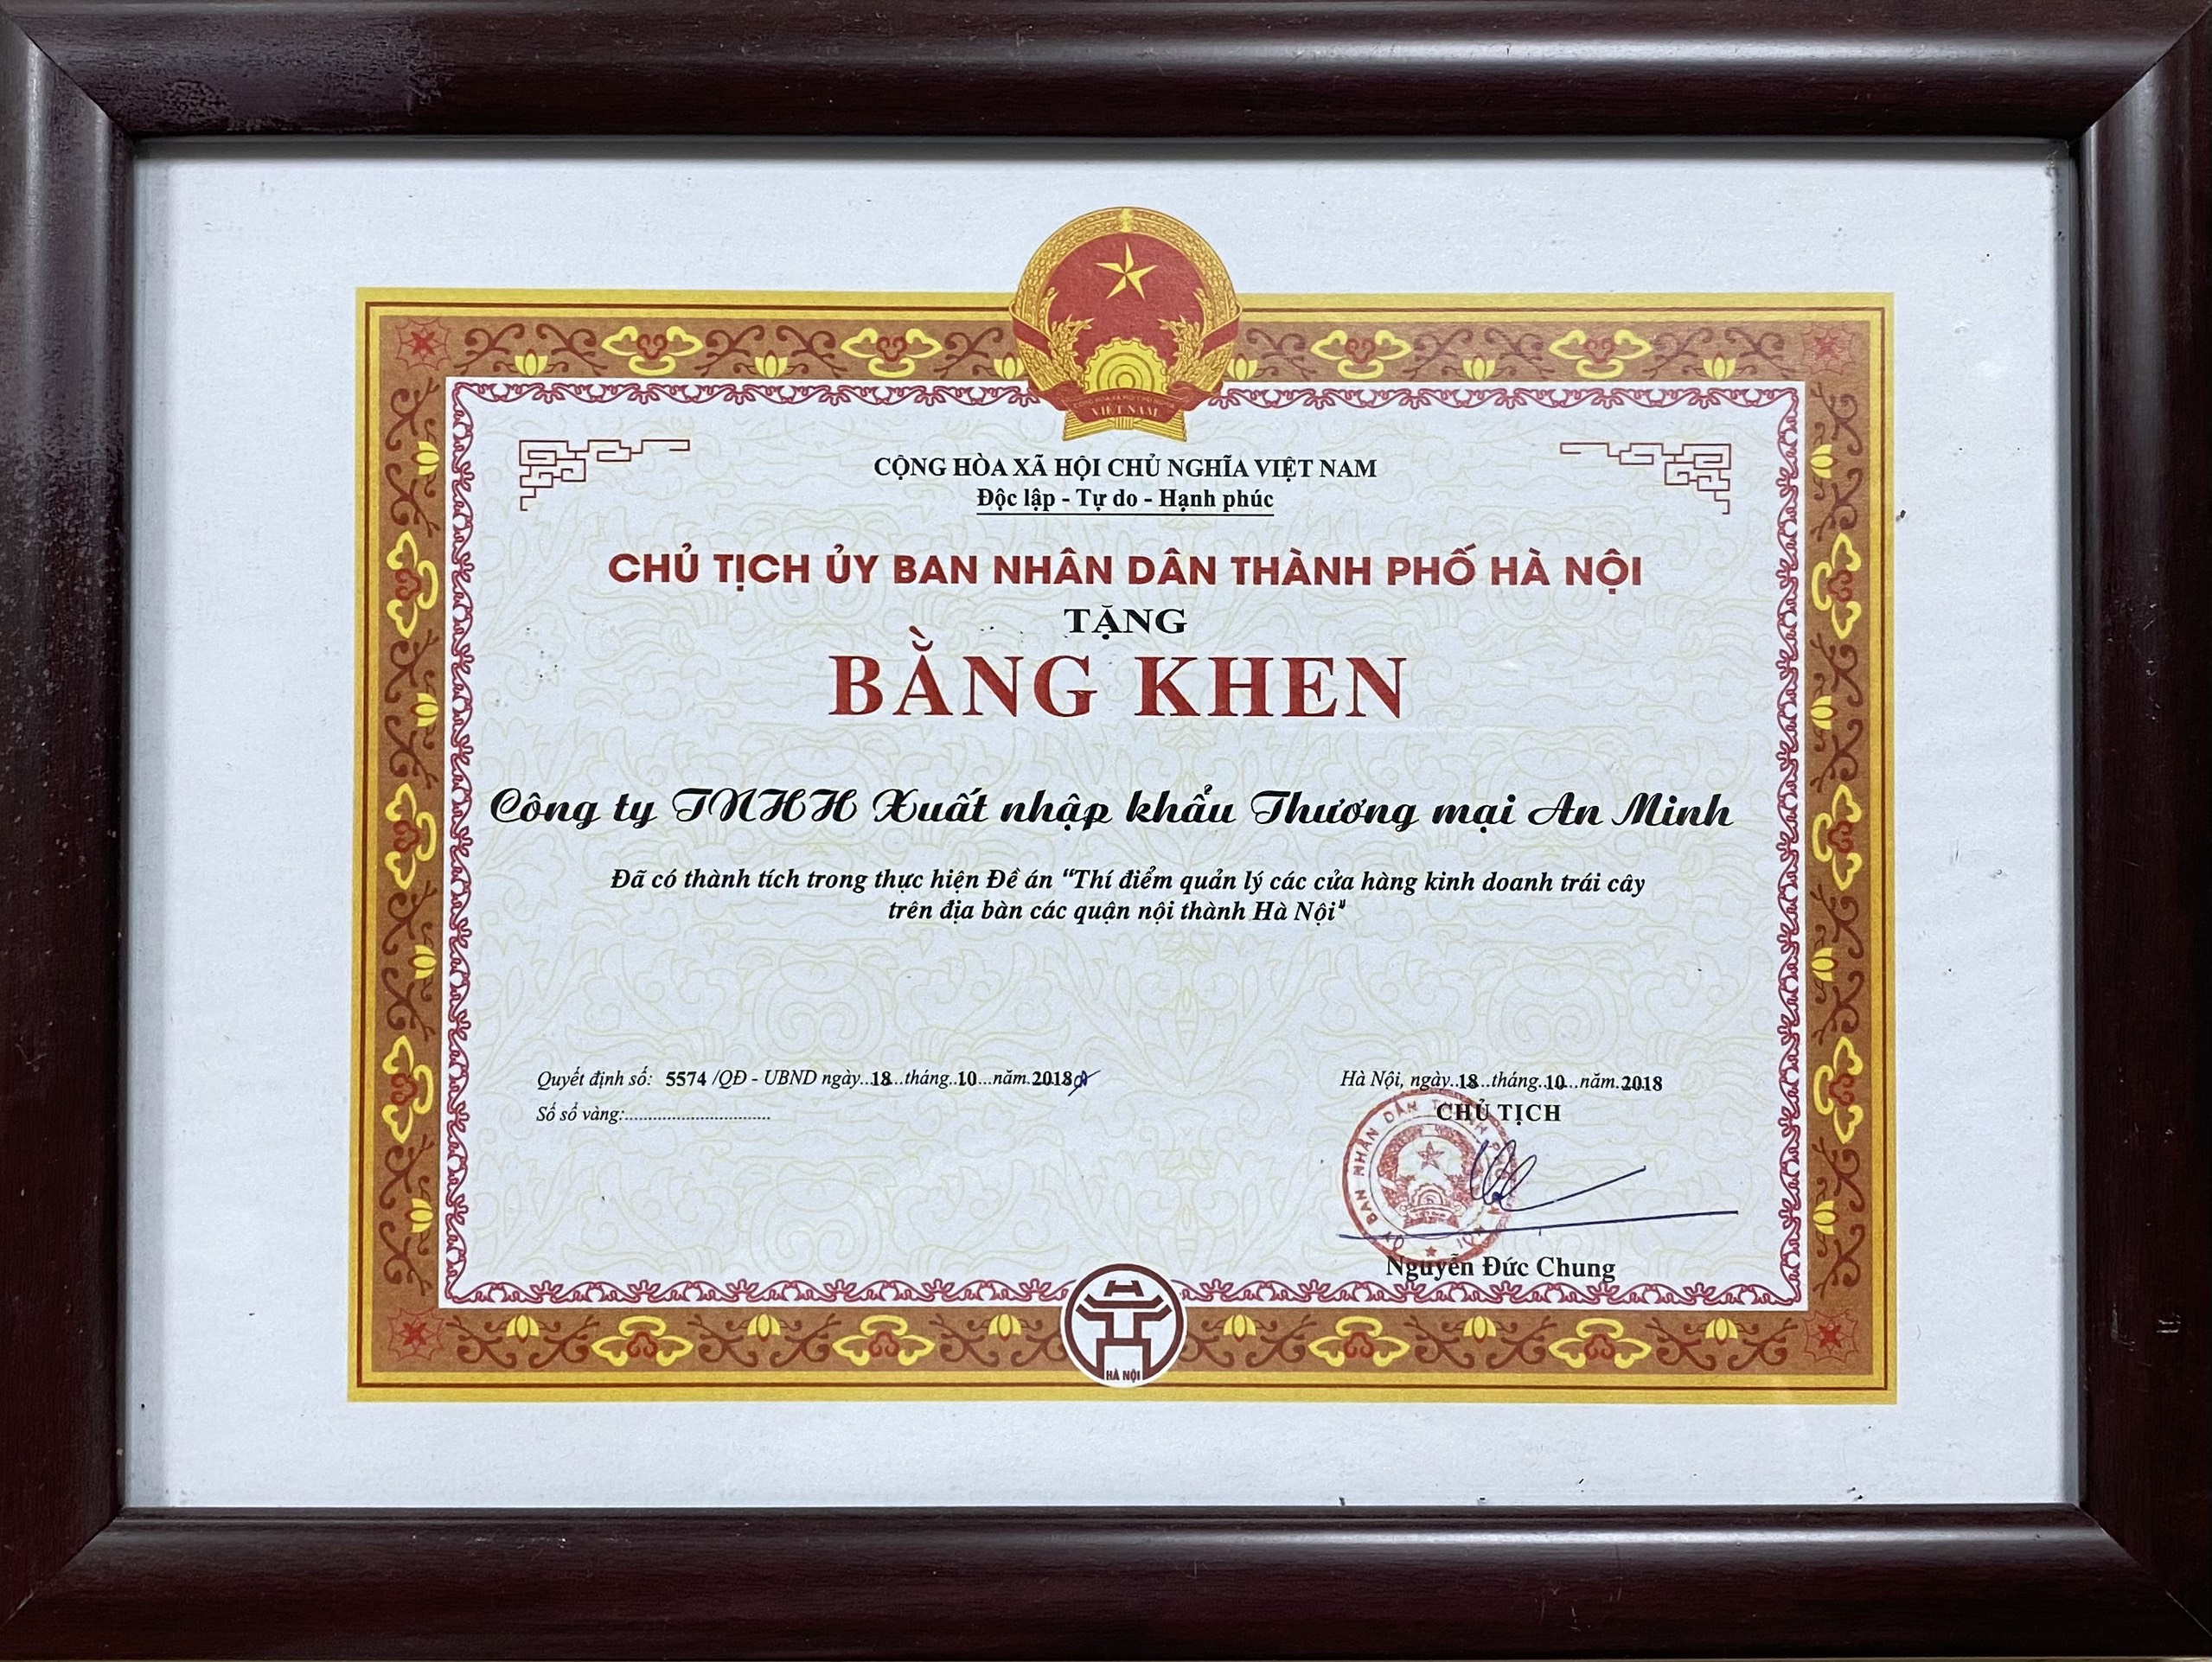 VIỆT NAM
CỘNG HÒA XÃ HỘI CHỦ NGHĨA VIỆT NAM
Độc lập - Tự do - Hạnh phúc
CHỦ TỊCH ỦY BAN NHÂN DÂN THÀNH PHỐ HÀ NỘI
TẶNG
BẰNG KHEN
Công ty TNHH Xuất nhập khẩu Thương mại An Minh
Đã có thành tích trong thực hiện Đề án "Thí điểm quản lý các cửa hàng kinh doanh trái cây
trên địa bàn các quận nội thành Hà Nội"
Quyết định số: 5574 /QĐ - UBND ngày..18...tháng..10...năm.2018
Số sổ vàng:................................
Hà Nội, ngày..18...tháng..10...năm.2018
CHỦ TỊCH
Nguyễn Đức Chung
HÀ NỘI